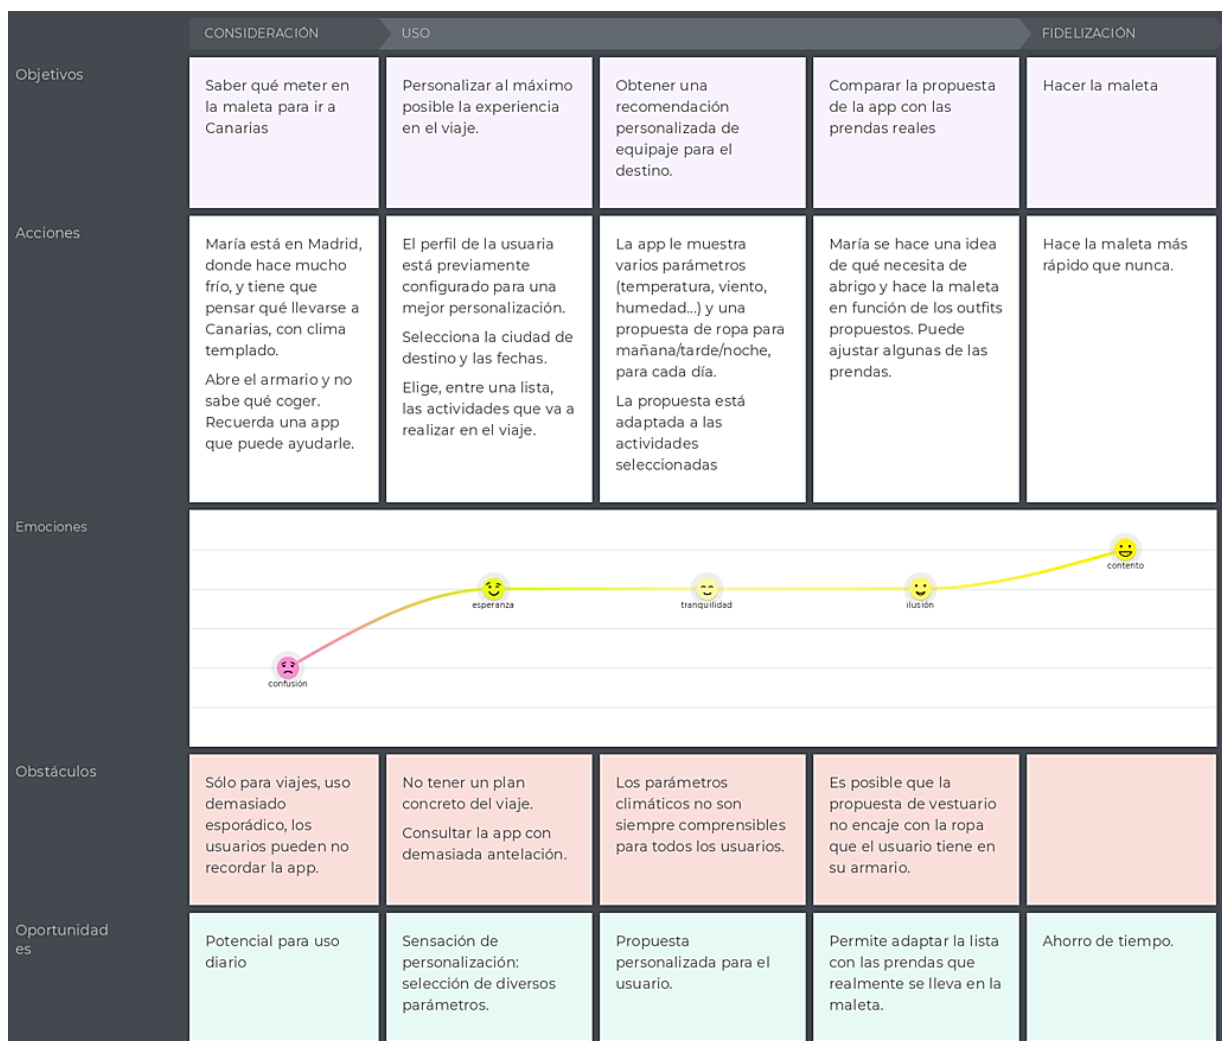 CONSIDERACIÓN
USO
FIDELIZACIÓN
Objetivos
Saber qué meter en
la maleta para ir a
Canarias
Personalizar al máximo
posible la experiencia
en el viaje.
Obtener una
recomendación
personalizada de
equipaje para el
destino.
Comparar la propuesta
de la app con las
prendas reales
Hacer la maleta
Acciones
María está en Madrid,
donde hace mucho
frío, y tiene que
pensar qué llevarse a
Canarias, con clima
templado.
Abre el armario y no
sabe qué coger.
Recuerda una app
que puede ayudarle.
El perfil de la usuaria
está previamente
configurado para una
mejor personalización.
Selecciona la ciudad de
destino y las fechas.
Elige, entre una lista,
las actividades que va a
realizar en el viaje.
La app le muestra
varios parámetros
(temperatura, viento,
humedad...) y una
propuesta de ropa para
mañana/tarde/noche,
para cada día.
La propuesta está
adaptada a las
actividades
seleccionadas
María se hace una idea
de qué necesita de
abrigo y hace la maleta
en función de los outfits
propuestos. Puede
ajustar algunas de las
prendas.
Hace la maleta más
rápido que nunca.
Emociones
confusión
esperanza
tranquilidad
ilusión
contento
Obstáculos
Sólo para viajes, uso
demasiado
esporádico, los
usuarios pueden no
recordar la app.
No tener un plan
concreto del viaje.
Consultar la app con
demasiada antelación.
Los parámetros
climáticos no son
siempre comprensibles
para todos los usuarios.
Es posible que la
propuesta de vestuario
no encaje con la ropa
que el usuario tiene en
su armario.
Oportunidad
es
Potencial para uso
diario
Sensación de
personalización:
selección de diversos
parámetros.
Propuesta
personalizada para el
usuario.
Permite adaptar la lista
con las prendas que
realmente se lleva en la
maleta.
Ahorro de tiempo.